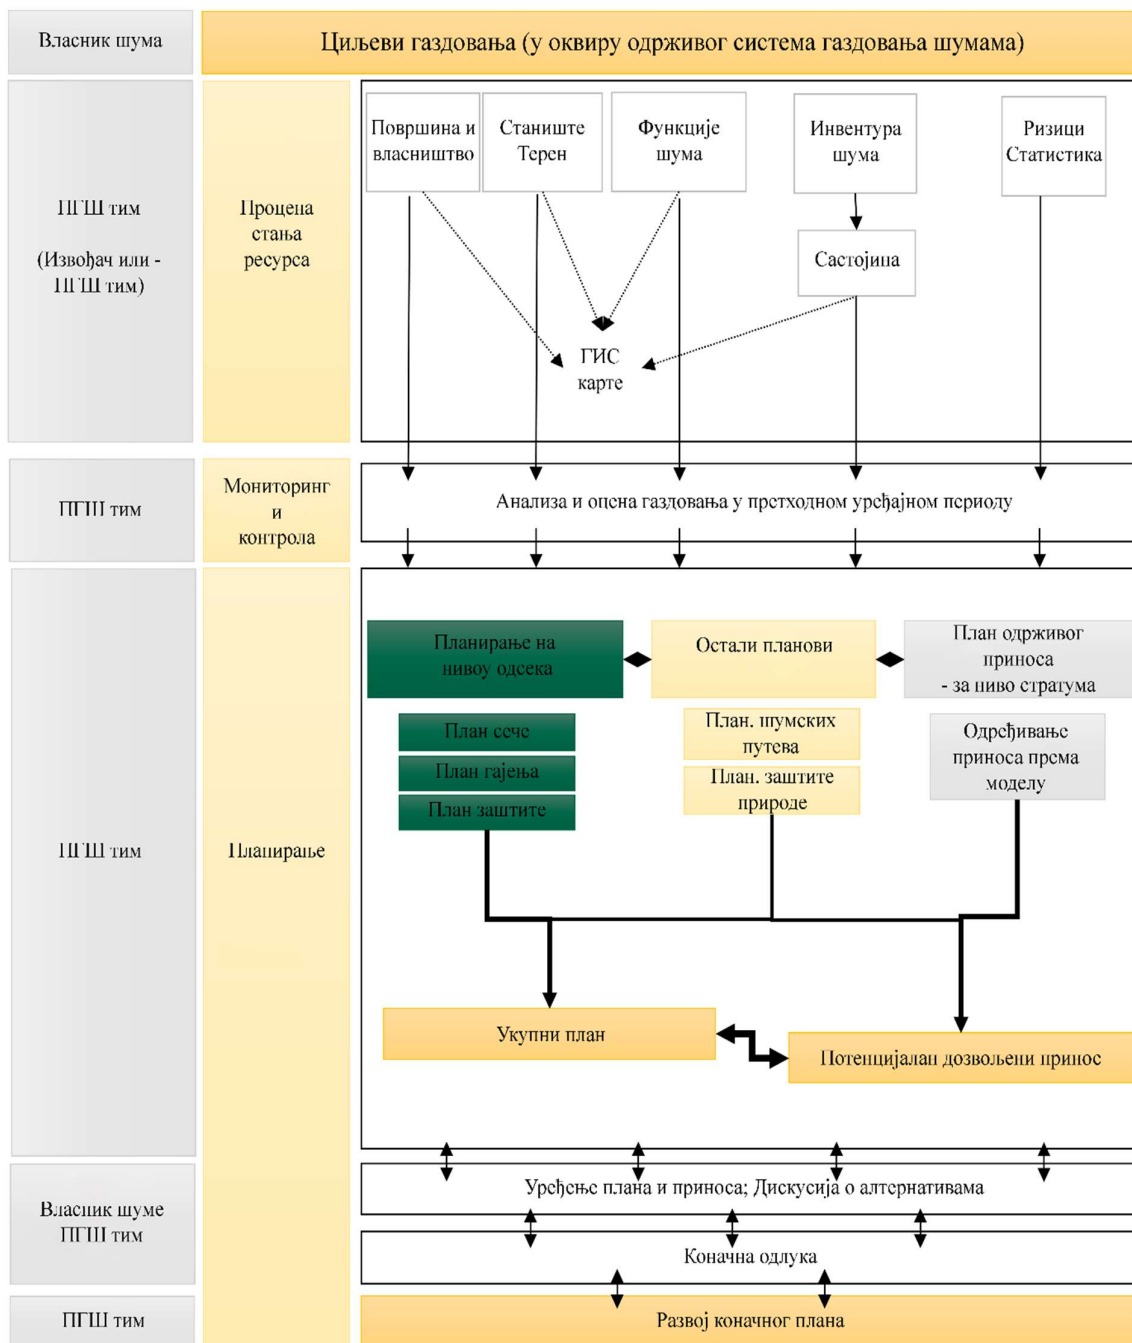 Власник шума
Циљеви газдовања (у оквиру одрживог система газдовања шумама)
ПГШ тим
(Извођач или -
ПГШ тим)
Процена
стања
ресурса
Површина и
власништво
Станиште
Терен
Функције
шума
Инвентура
шума
Ризици
Статистика
Састојина
ГИС
карте
ПГШ тим
Мониторинг
и
контрола
Анализа и оцена газдовања у претходном уређајном периоду
ПГШ тим
Планирање
Планирање на
нивоу одсека
Остали планови
План одрживог
приноса
- за ниво стратума
План сече
План гајења
План заштите
План. шумских
путева
План. заштите
природе
Одређивање
приноса према
моделу
Укупни план
Потенцијалан дозвољени принос
Власник шуме
ПГШ тим
Уређење плана и приноса; Дискусија о алтернативама
Коначна одлука
ПГШ тим
Развој коначног плана